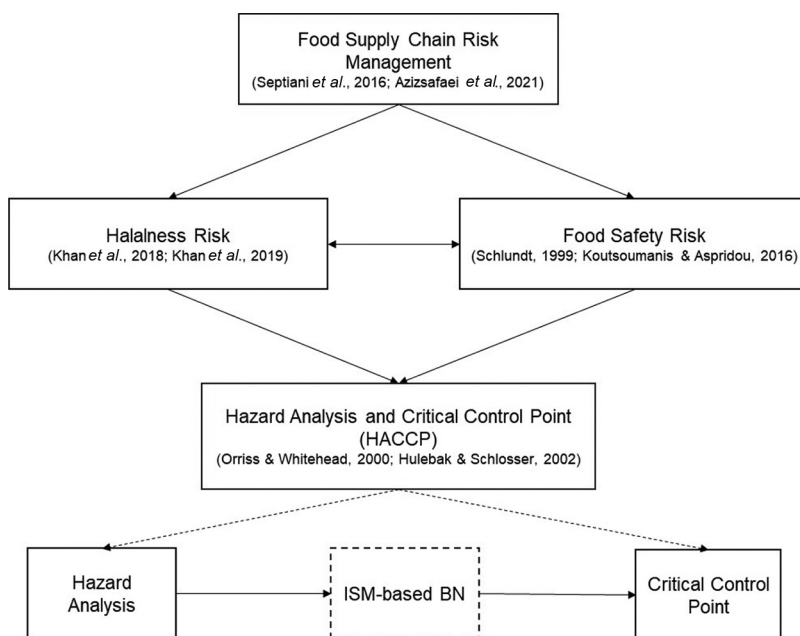 Food Supply Chain Risk
Management
(Septiani et al., 2016; Azizsafaei et al., 2021)
Halalness Risk
(Khan et al., 2018; Khan et al., 2019)
Food Safety Risk
(Schlundt, 1999; Koutsoumanis & Aspridou, 2016)
Hazard Analysis and Critical Control Point
(HACCP)
(Orriss & Whitehead, 2000; Hulebak & Schlosser, 2002)
Hazard
Analysis
ISM-based BN
Critical Control
Point